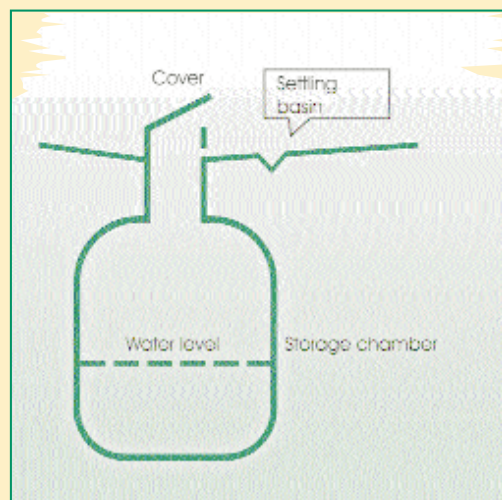 Cover
Settling
basin
Water level
Storage chamber